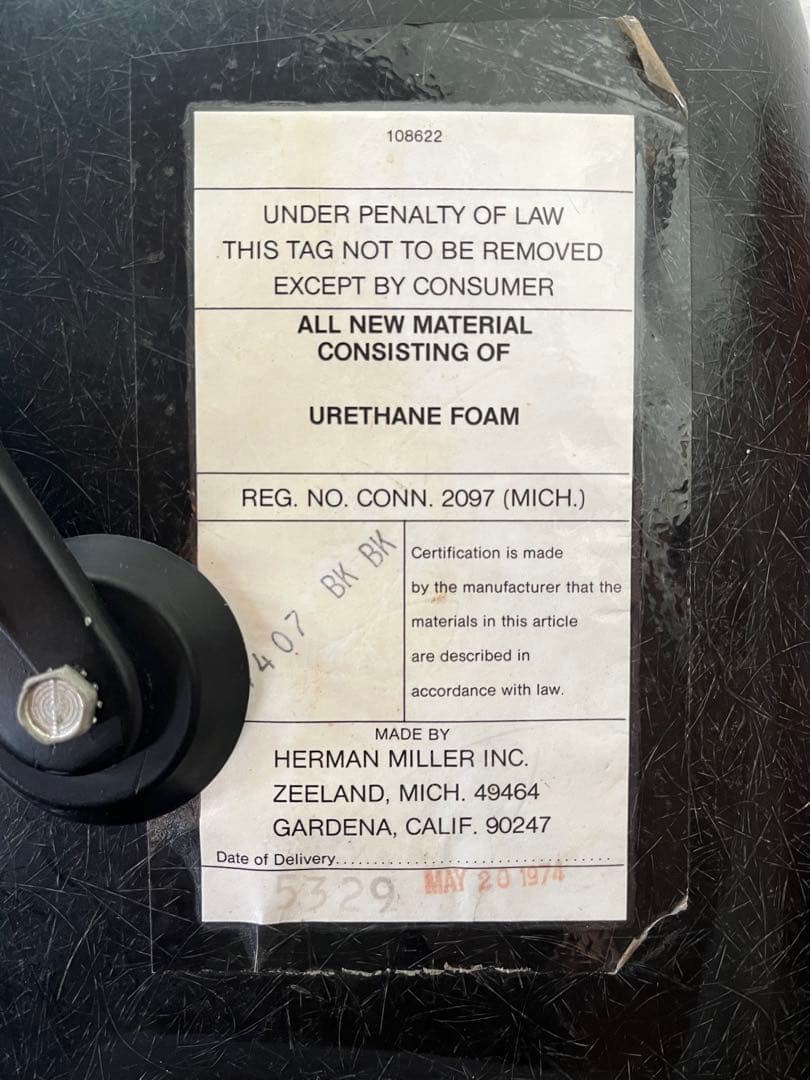 108622
UNDER PENALTY OF LAW
THIS TAG NOT TO BE REMOVED
EXCEPT BY CONSUMER
ALL NEW MATERIAL
CONSISTING OF
URETHANE FOAM
REG. NO. CONN. 2097 (MICH.)
407 BK BK
Certification is made
by the manufacturer that the
materials in this article
are described in
accordance with law.
MADE BY
HERMAN MILLER INC.
ZEELAND, MICH. 49464
GARDENA, CALIF. 90247
Date of Delivery..............................
5329 MAY 20 1974